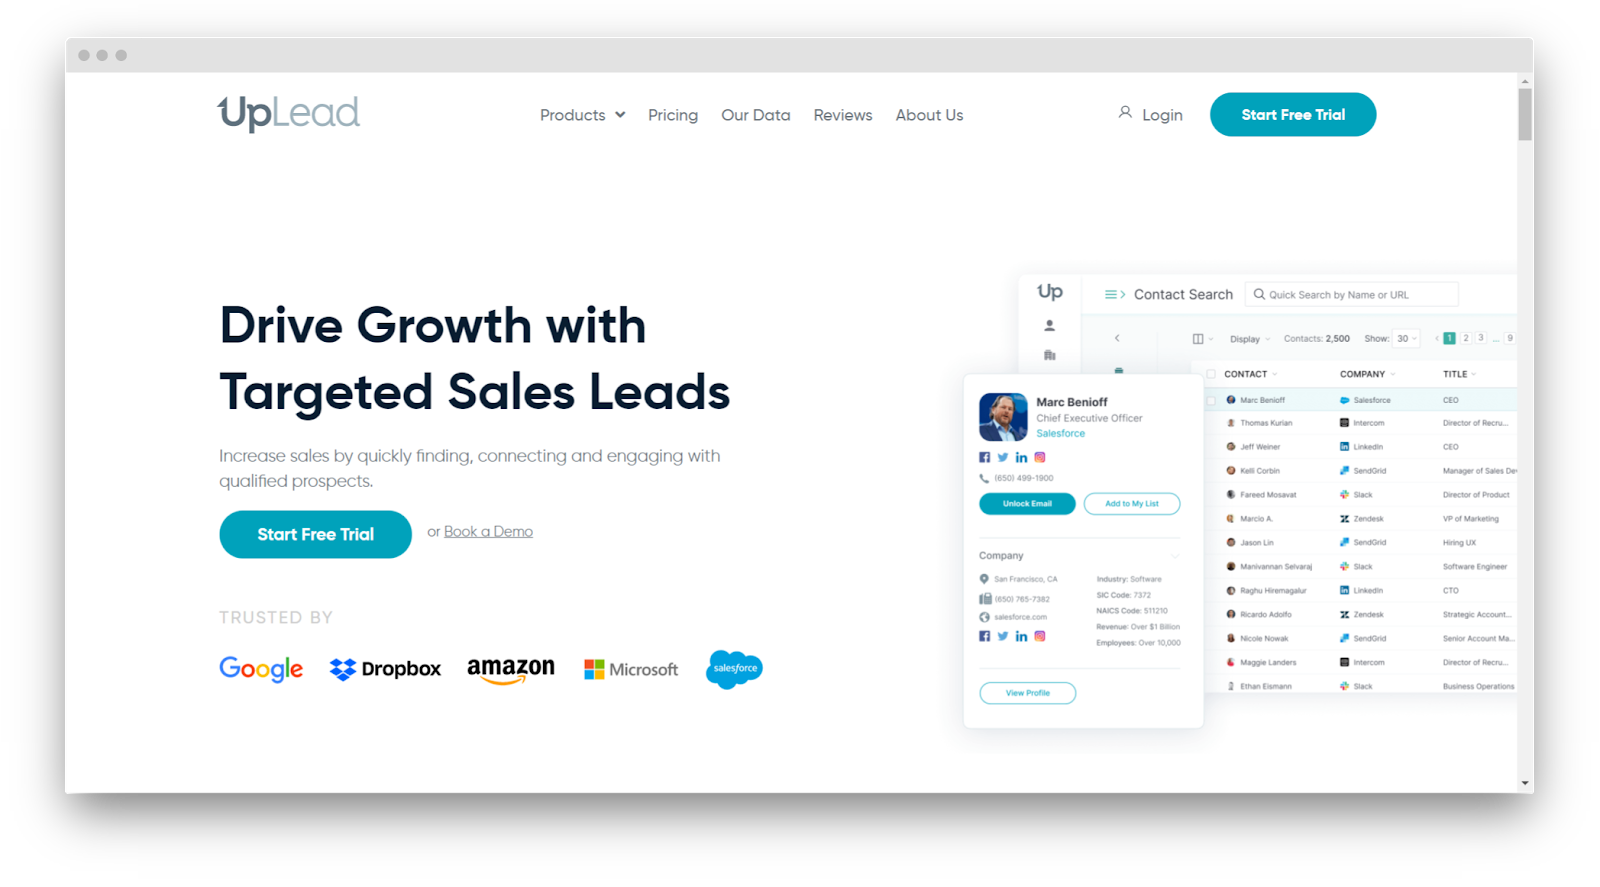 UpLead
Products Pricing Our Data Reviews About Us
Login
Start Free Trial
Drive Growth with
Targeted Sales Leads
Increase sales by quickly finding, connecting and engaging with
qualified prospects.
Start Free Trial or Book a Demo
TRUSTED BY
Google Dropbox amazon Microsoft salesforce
Up
Contact Search
Quick Search by Name or URL
Display Contacts: 2,500 Show: 30 1 2 3 ... 9
CONTACT COMPANY TITLE
Marc Benioff Salesforce CEO
Thomas Kurian Intercom Director of Recru...
Jeff Weiner LinkedIn CEO
Kelli Corbin SendGrid Manager of Sales Dev
Fareed Mosavat Slack Director of Product
Marcio A. Zendesk VP of Marketing
Jason Lin SendGrid Hiring UX
Manivannan Selvaraj Slack Software Engineer
Raghu Hiremagalur LinkedIn CTO
Ricardo Adolfo Zendesk Strategic Account...
Nicole Nowak SendGrid Senior Account Ma...
Maggie Landers Intercom Director of Recru...
Ethan Eismann Slack Business Operations
Marc Benioff
Chief Executive Officer
Salesforce
(650) 499-1900
Unlock Email
Add to My List
Company
San Francisco, CA
(650) 765-7382
salesforce.com
Industry: Software
SIC Code: 7372
NAICS Code: 511210
Revenue: Over $1 Billion
Employees: Over 10,000
View Profile